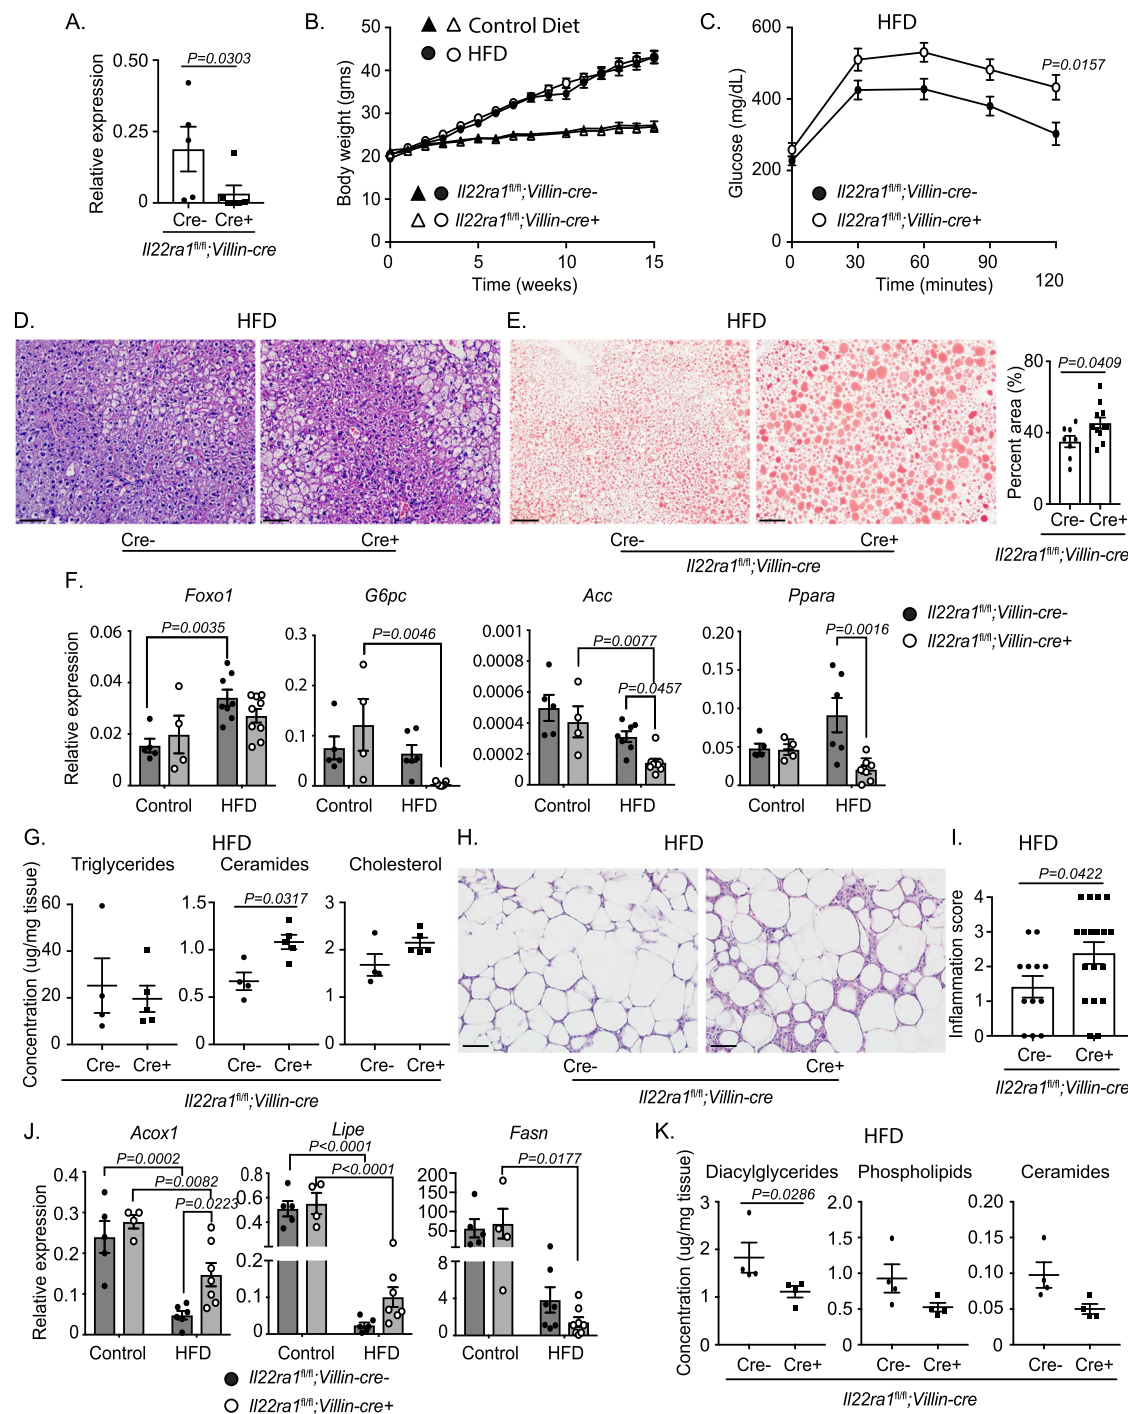 A.
P=0.0303
0.50
0.25
0
Relative expression
Cre- Cre+
Il22ra1fl/fl;Villin-cre
B.
Control Diet
HFD
50
40
30
20
10
0
Body weight (gms)
Il22ra1fl/fl;Villin-cre-
Il22ra1fl/fl;Villin-cre+
0 5 10 15
Time (weeks)
C.
HFD
600
400
200
0
Glucose (mg/dL)
P=0.0157
Il22ra1fl/fl;Villin-cre-
Il22ra1fl/fl;Villin-cre+
0 30 60 90 120
Time (minutes)
D.
HFD
Cre- Cre+
E.
HFD
Cre- Cre+
Il22ra1fl/fl;Villin-cre
80
40
0
Percent area (%)
P=0.0409
Cre- Cre+
Il22ra1fl/fl;Villin-cre
F.
Foxo1
P=0.0035
0.06
0.04
0.02
0
Relative expression
Control HFD
G6pc
P=0.0046
0.3
0.2
0.1
0
Control HFD
Acc
P=0.0077
P=0.0457
0.001
0.0008
0.0006
0.0004
0.0002
0
Control HFD
Ppara
P=0.0016
0.20
0.15
0.10
0.05
0
Control HFD
Il22ra1fl/fl;Villin-cre-
Il22ra1fl/fl;Villin-cre+
G.
HFD
Triglycerides Ceramides Cholesterol
Concentration (ug/mg tissue)
60
40
20
0
Cre- Cre+
P=0.0317
1.5
1.0
0.5
0
Cre- Cre+
3
2
1
0
Cre- Cre+
Il22ra1fl/fl;Villin-cre
H.
HFD
Cre- Cre+
Il22ra1fl/fl;Villin-cre
I.
HFD
P=0.0422
4
3
2
1
0
Inflammation score
Cre- Cre+
Il22ra1fl/fl;Villin-cre
J.
Acox1
P=0.0002
P=0.0082
P=0.0223
0.4
0.3
0.2
0.1
0
Relative expression
Control HFD
Lipe
P<0.0001
P<0.0001
0.8
0.6
0.4
0.2
0.2
0.1
0
Control HFD
Fasn
P=0.0177
200
150
100
50
8
4
0
Control HFD
Il22ra1fl/fl;Villin-cre-
Il22ra1fl/fl;Villin-cre+
K.
HFD
Diacylglycerides Phospholipids Ceramides
Concentration (ug/mg tissue)
P=0.0286
3
2
1
0
Cre- Cre+
2.0
1.5
1.0
0.5
0
Cre- Cre+
0.20
0.15
0.10
0.05
0
Cre- Cre+
Il22ra1fl/fl;Villin-cre